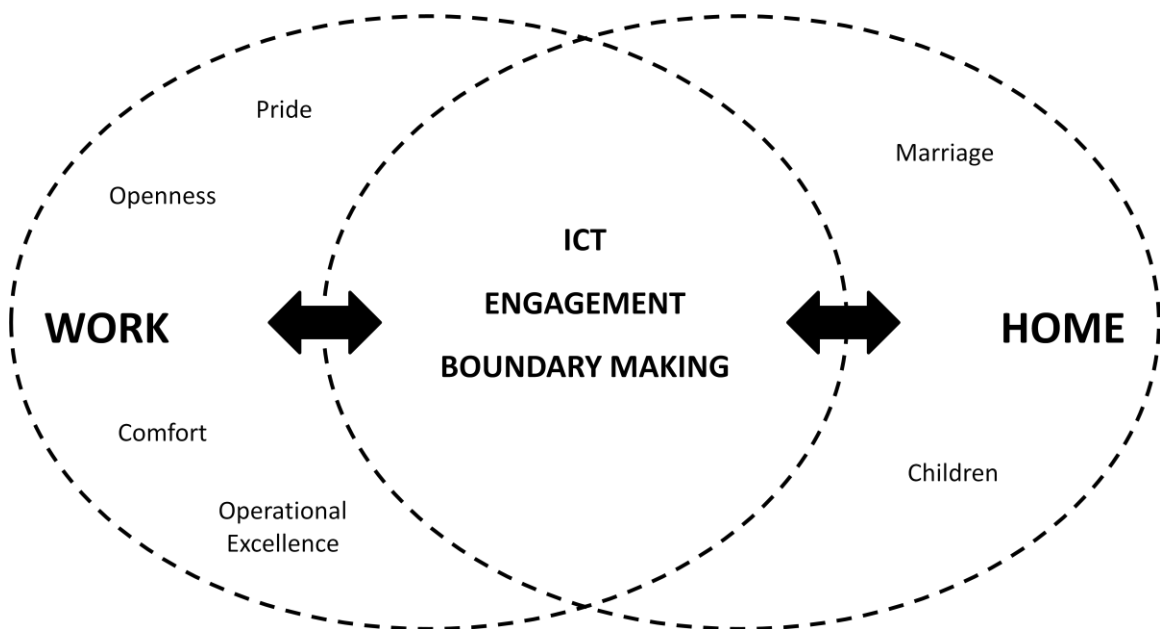 Pride
Openness
WORK
Comfort
Operational
Excellence
ICT
ENGAGEMENT
BOUNDARY MAKING
Marriage
HOME
Children